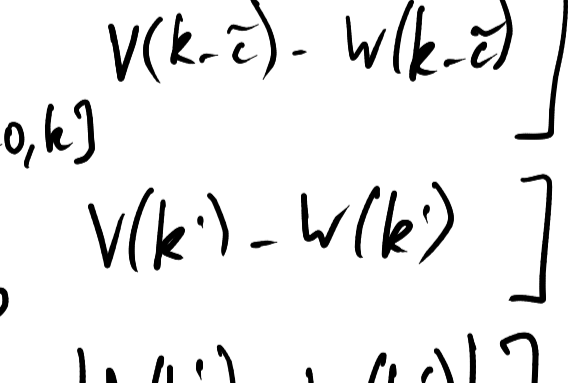 V(k-c̃) - W(k-c̃) ]
0,k]
V(k') - W(k') ]